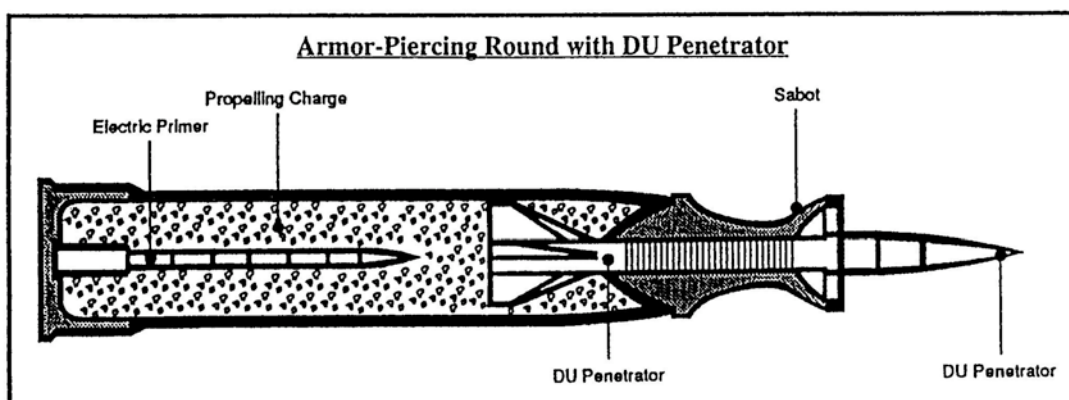 Armor-Piercing Round with DU Penetrator
Propelling Charge
Sabot
Electric Primer
DU Penetrator
DU Penetrator